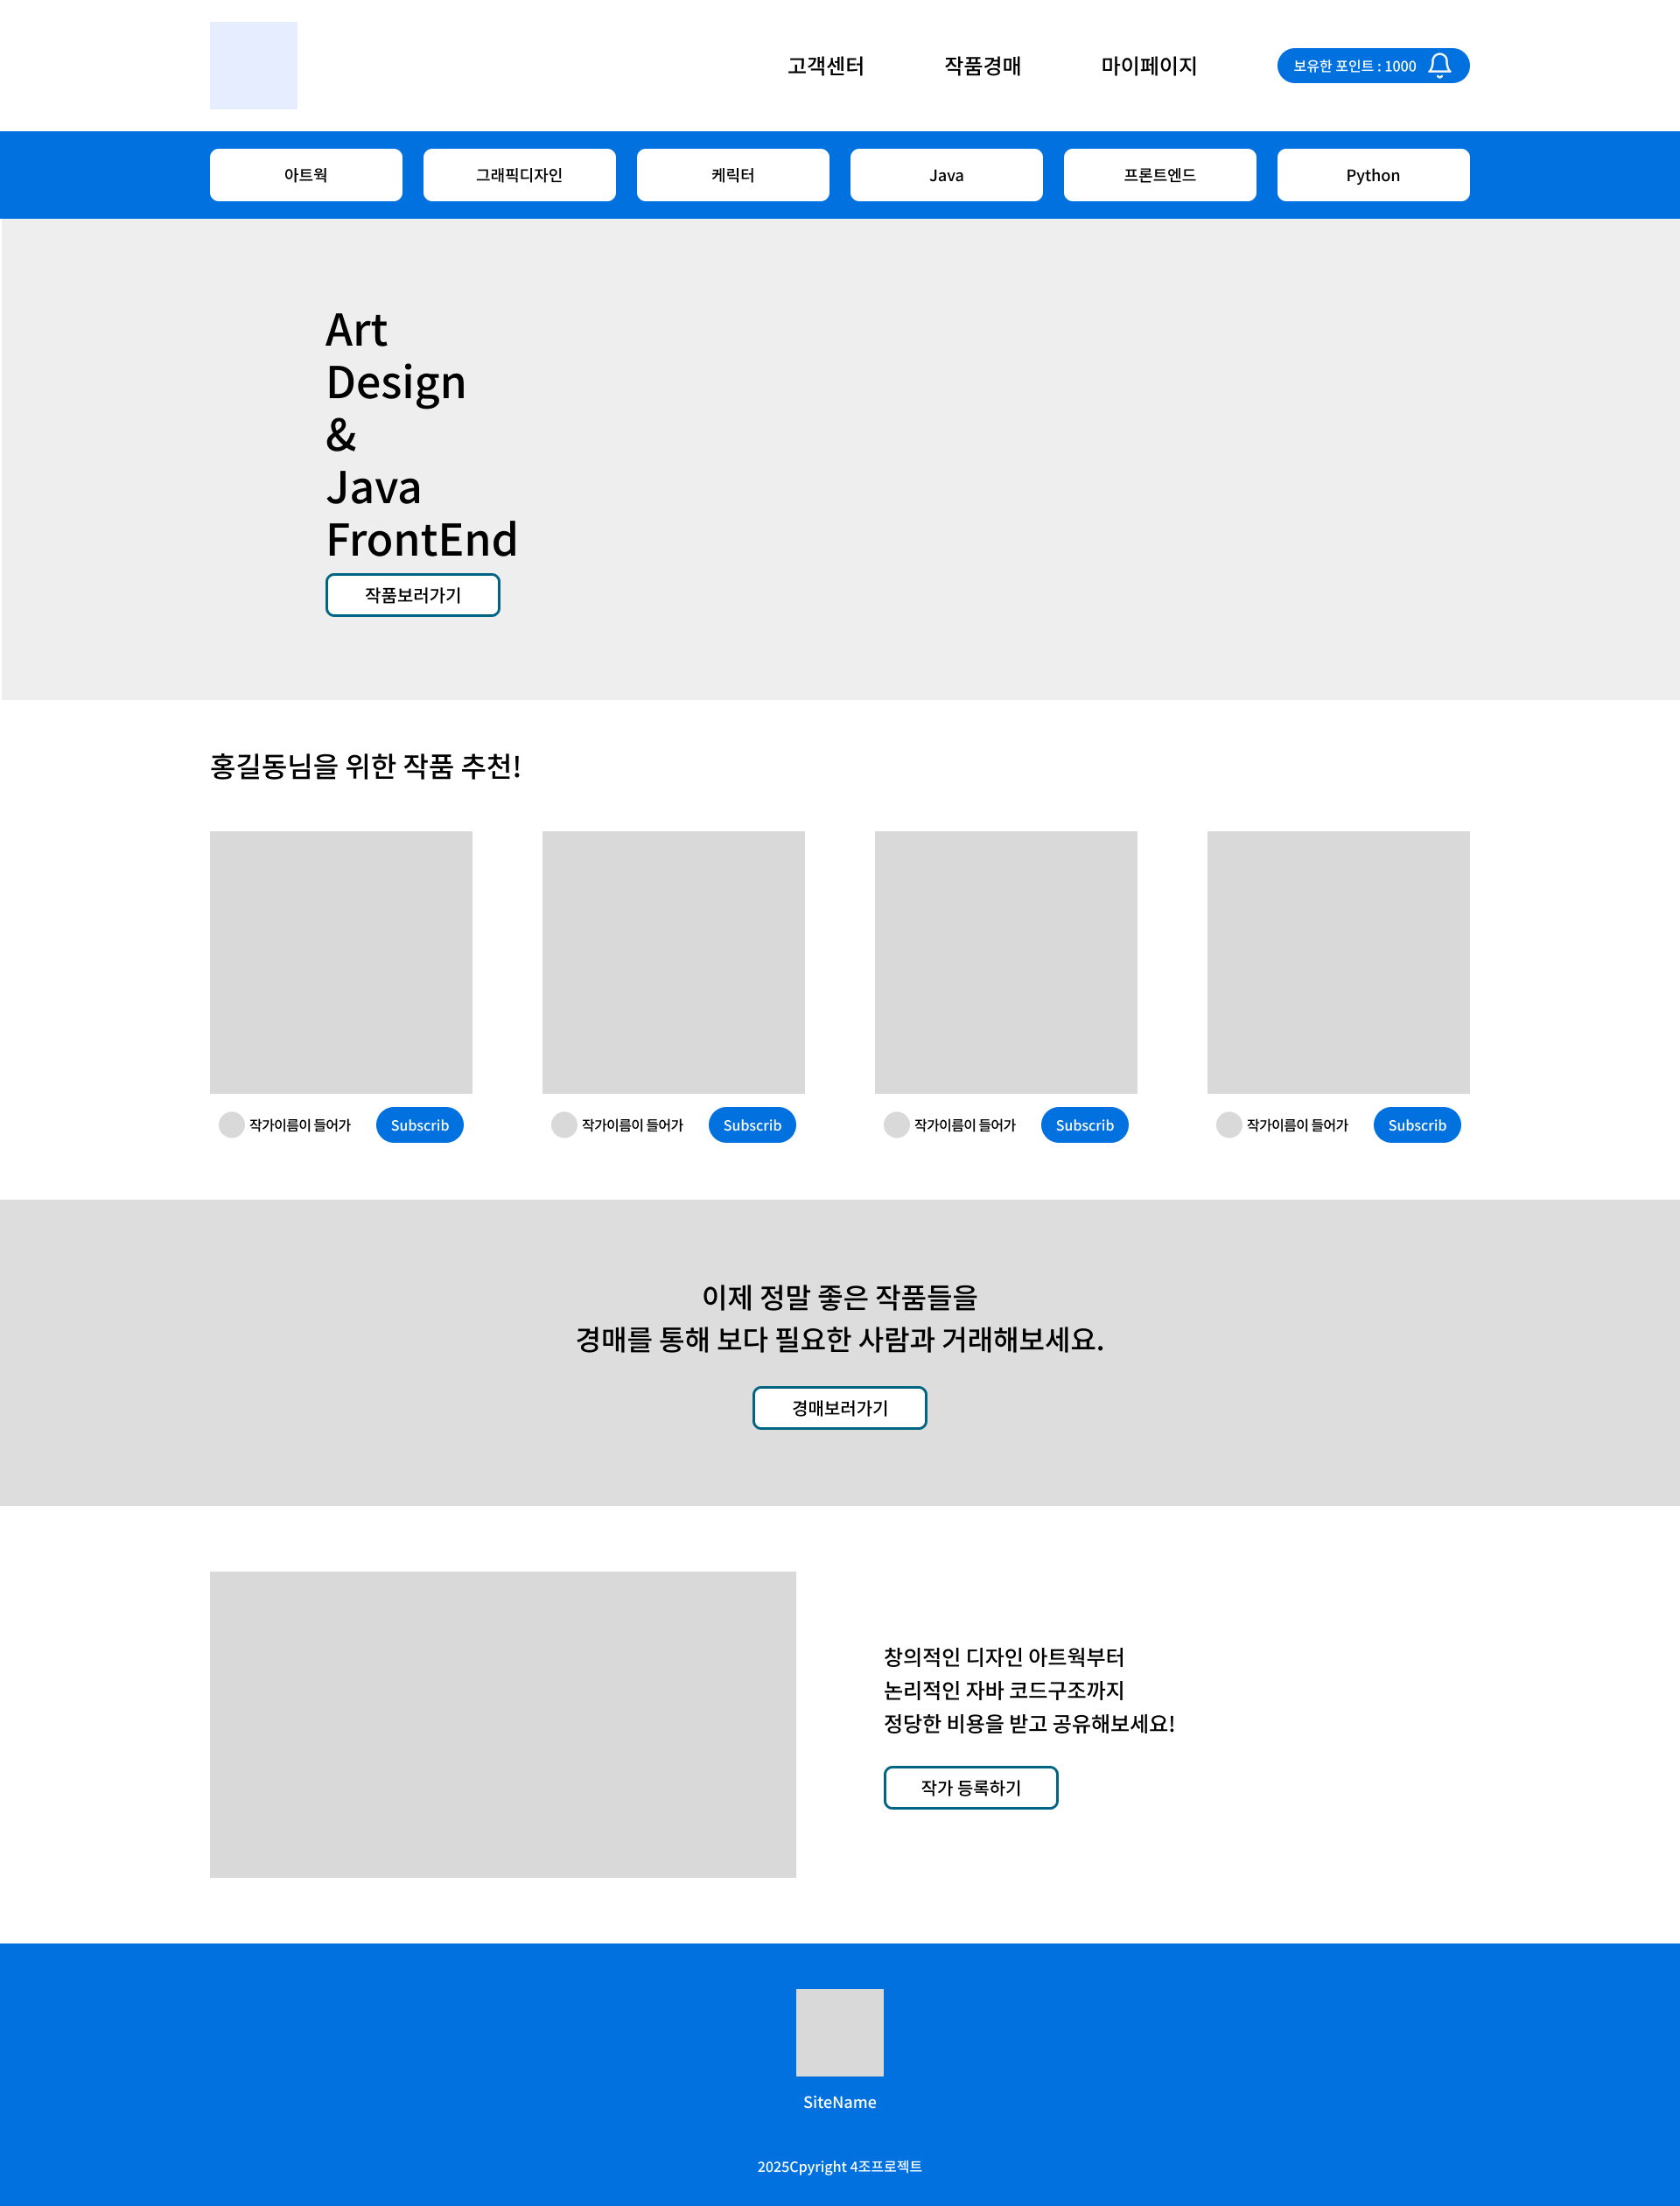 고객센터 작품경매 마이페이지 보유한 포인트 : 1000
아트웍 그래픽디자인 케릭터 Java 프론트엔드 Python
Art
Design
&
Java
FrontEnd
작품보러가기
홍길동님을 위한 작품 추천!
작가이름이 들어가 Subscrib 작가이름이 들어가 Subscrib 작가이름이 들어가 Subscrib 작가이름이 들어가 Subscrib
이제 정말 좋은 작품들을
경매를 통해 보다 필요한 사람과 거래해보세요.
경매보러가기
창의적인 디자인 아트웍부터
논리적인 자바 코드구조까지
정당한 비용을 받고 공유해보세요!
작가 등록하기
SiteName
2025Cpyright 4조프로젝트